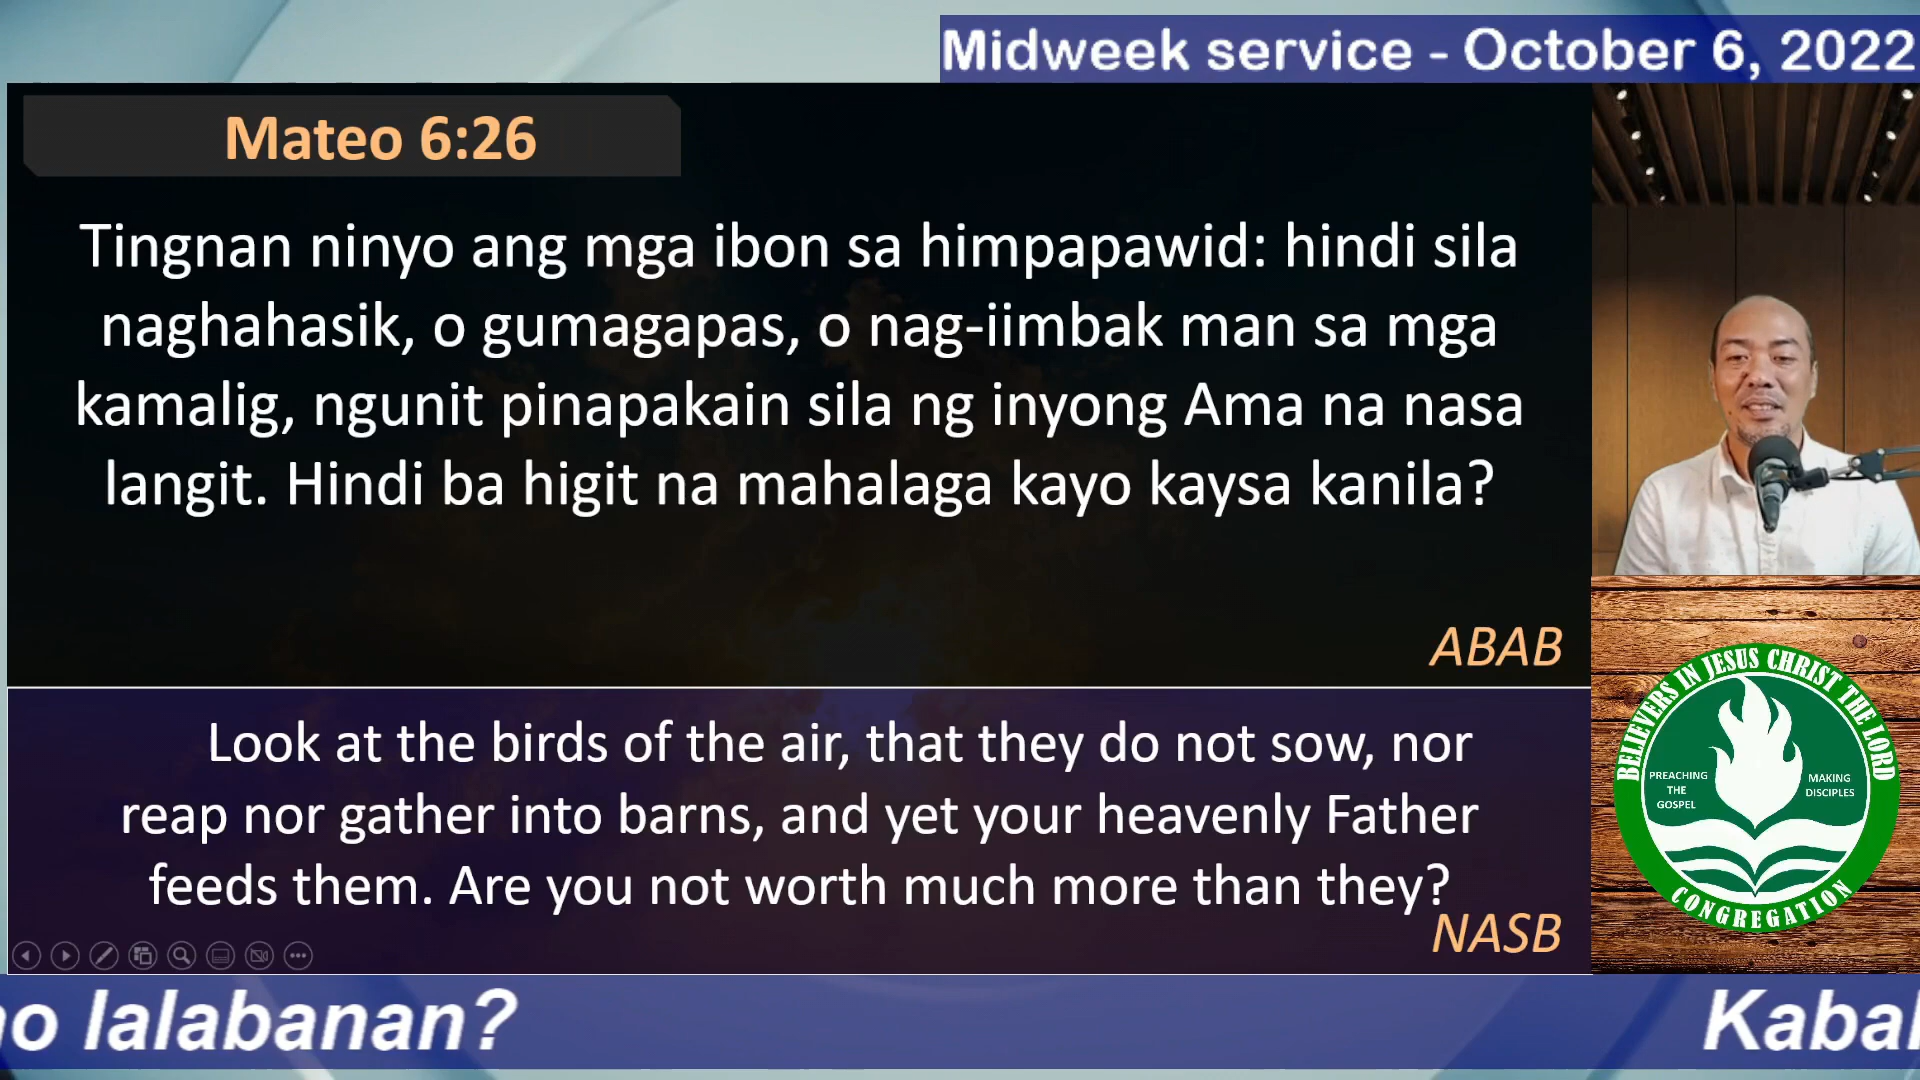 Midweek service - October 6, 2022
Mateo 6:26
Tingnan ninyo ang mga ibon sa himpapawid: hindi sila
naghahasik, o gumagapas, o nag-iimbak man sa mga
kamalig, ngunit pinapakain sila ng inyong Ama na nasa
langit. Hindi ba higit na mahalaga kayo kaysa kanila?
ABAB
Look at the birds of the air, that they do not sow, nor
reap nor gather into barns, and yet your heavenly Father
feeds them. Are you not worth much more than they?
NASB
BELIEVERS IN JESUS CHRIST THE LORD
PREACHING
THE
GOSPEL
MAKING
DISCIPLES
CONGREGATION
lalabanan?